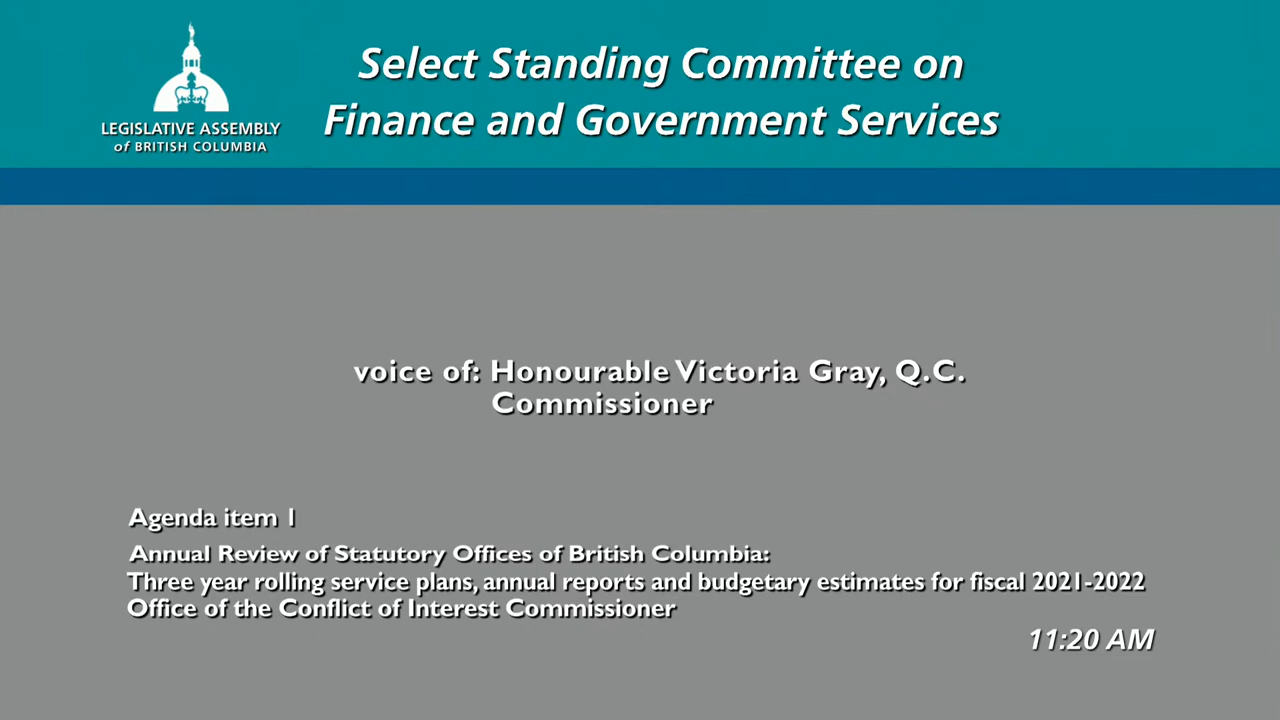 LEGISLATIVE ASSEMBLY
of BRITISH COLUMBIA
Select Standing Committee on
Finance and Government Services
voice of: Honourable Victoria Gray, Q.C.
Commissioner
Agenda item 1
Annual Review of Statutory Offices of British Columbia:
Three year rolling service plans, annual reports and budgetary estimates for fiscal 2021-2022
Office of the Conflict of Interest Commissioner
11:20 AM